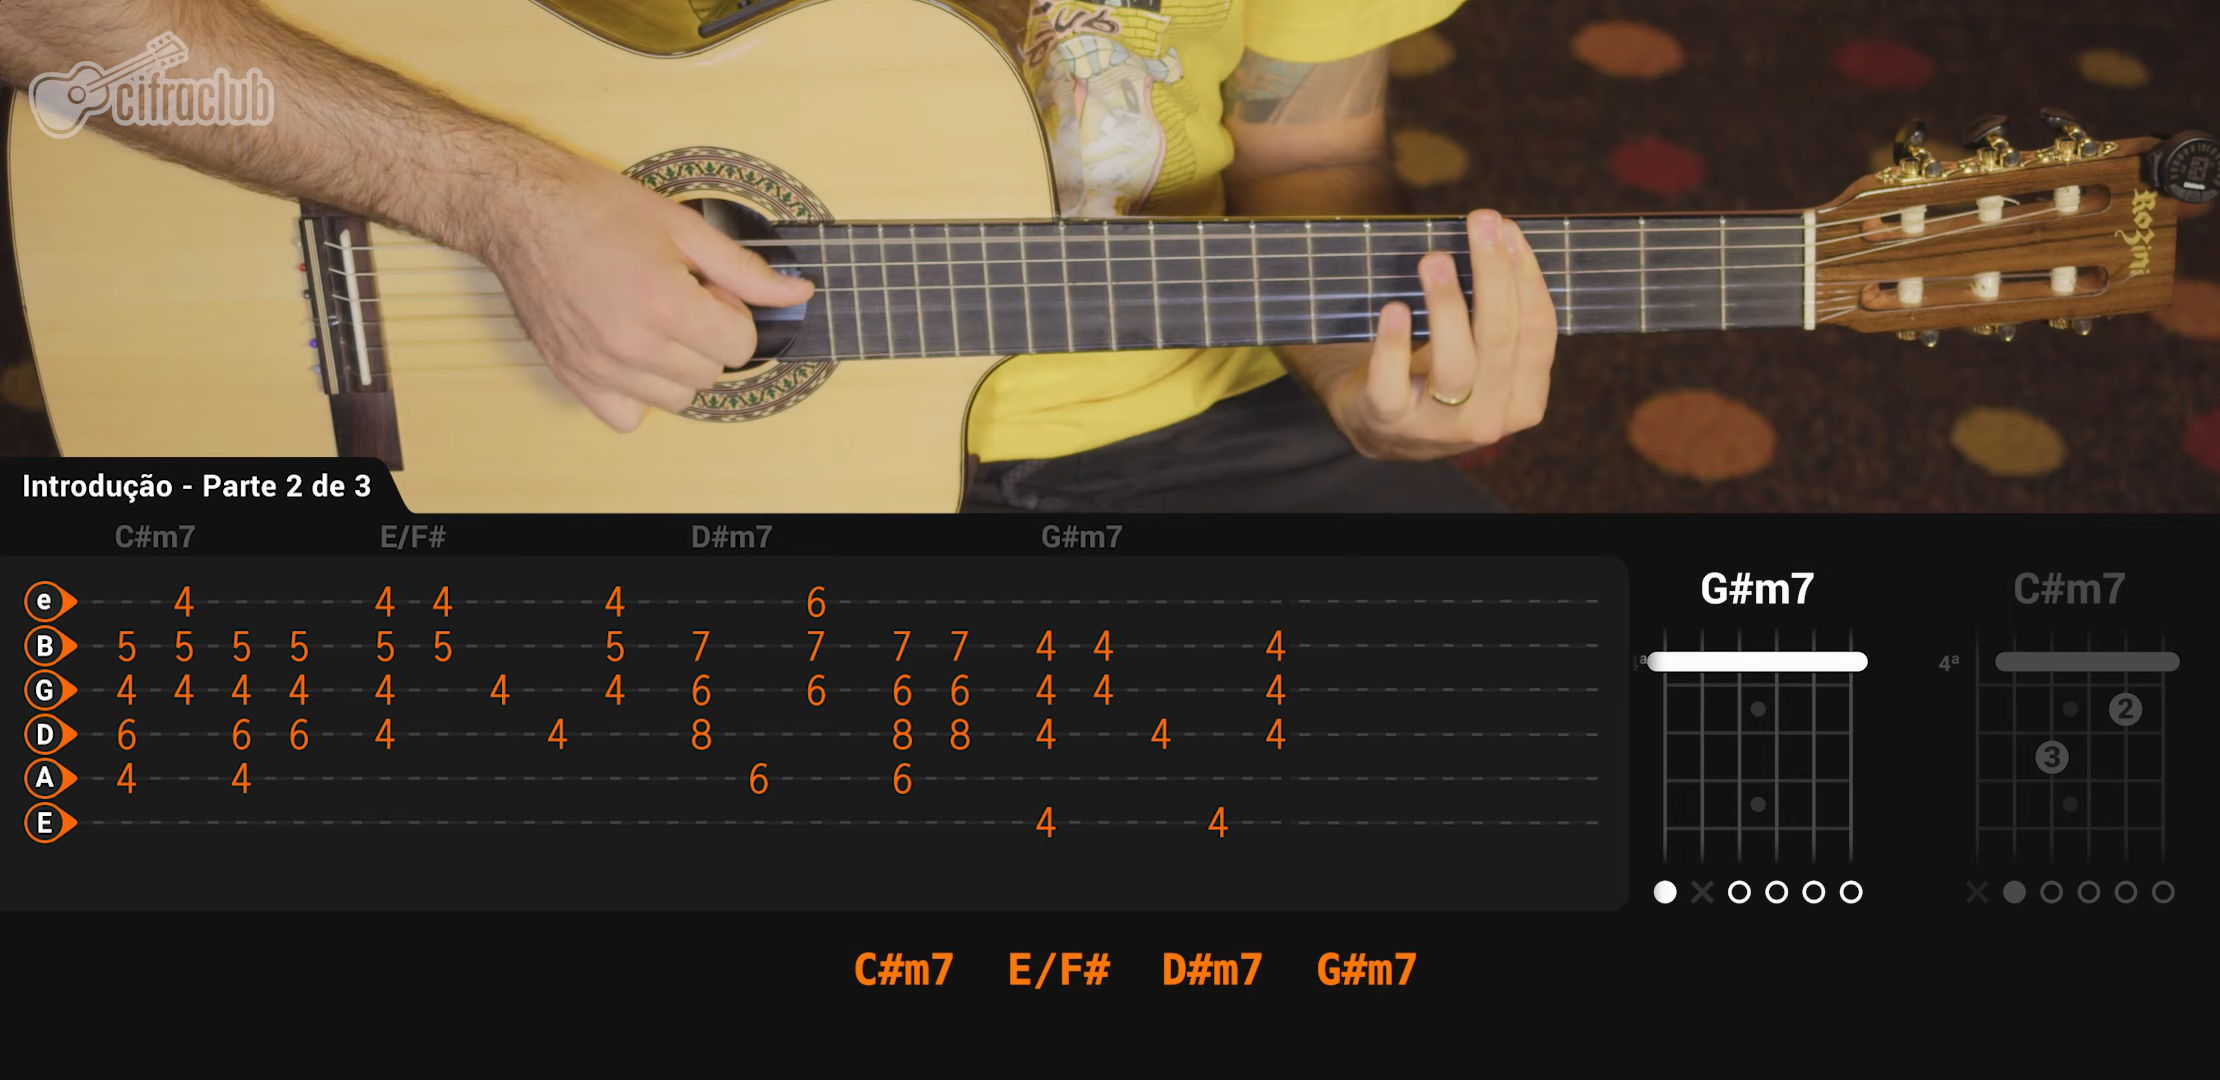 cifraclub
Bozini
Introdução - Parte 2 de 3
C#m7 E/F# D#m7 G#m7
e 4 4 4 4 6
B 5 5 5 5 5 5 5 7 7 7 7 4 4 4
G 4 4 4 4 4 4 4 6 6 6 6 4 4 4
D 6 6 6 4 4 8 8 8 4 4 4
A 4 4 6 6
E 4 4
G#m7 C#m7
4ª 4ª
2
3
C#m7 E/F# D#m7 G#m7